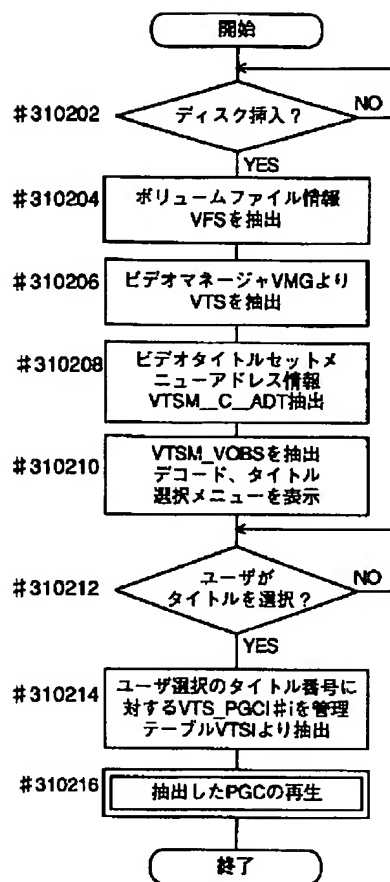 開始
#310202
ディスク挿入?
NO
YES
#310204
ボリュームファイル情報
VFSを抽出
#310206
ビデオマネージャVMGより
VTSを抽出
#310208
ビデオタイトルセットメ
ニューアドレス情報
VTSM__C__ADT抽出
#310210
VTSM_VOBSを抽出
デコード、タイトル
選択メニューを表示
#310212
ユーザが
タイトルを選択?
NO
YES
#310214
ユーザ選択のタイトル番号に
対するVTS_PGCI#iを管理
テーブルVTSIより抽出
#310216
抽出したPGCの再生
終了